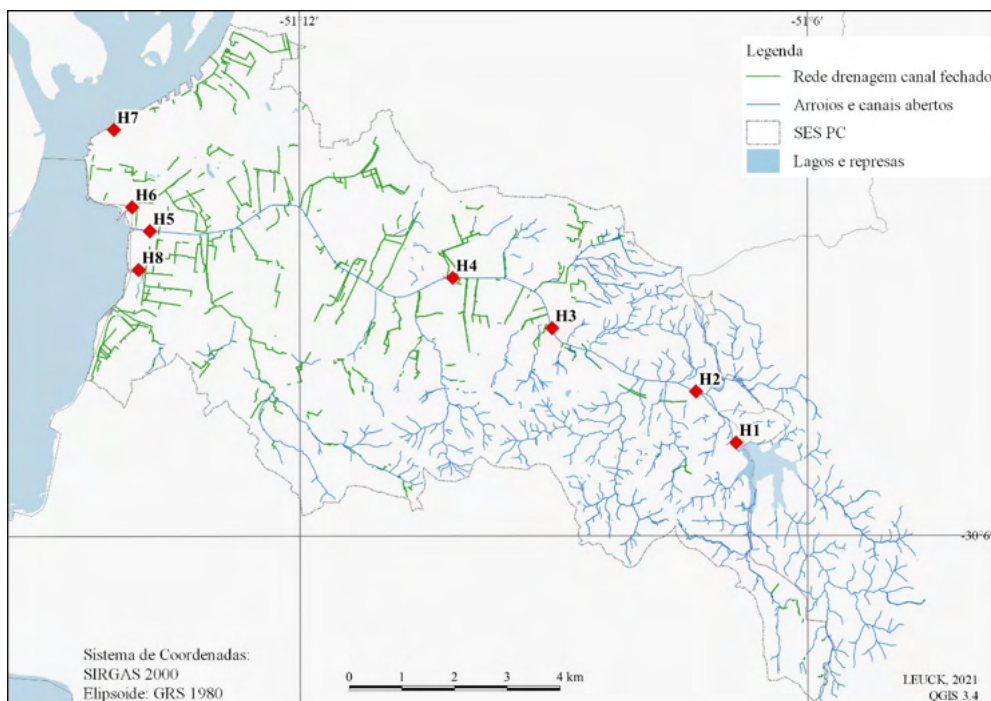 -51°12'
-51°6'
Legenda
Rede drenagem canal fechado
Arroios e canais abertos
SES PC
Lagos e represas
H7
H6
H5
H8
H4
H3
H2
H1
-30°6'
Sistema de Coordenadas:
SIRGAS 2000
Elipsoide: GRS 1980
0 1 2 3 4 km
LEUCK, 2021
QGIS 3.4